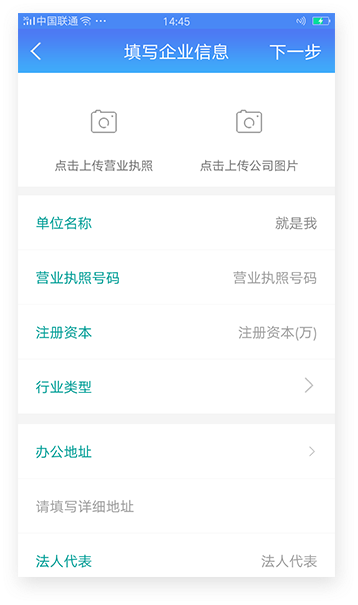 中国联通 14:45
填写企业信息 下一步
点击上传营业执照 点击上传公司图片
单位名称 就是我
营业执照号码 营业执照号码
注册资本 注册资本(万)
行业类型
办公地址
请填写详细地址
法人代表 法人代表